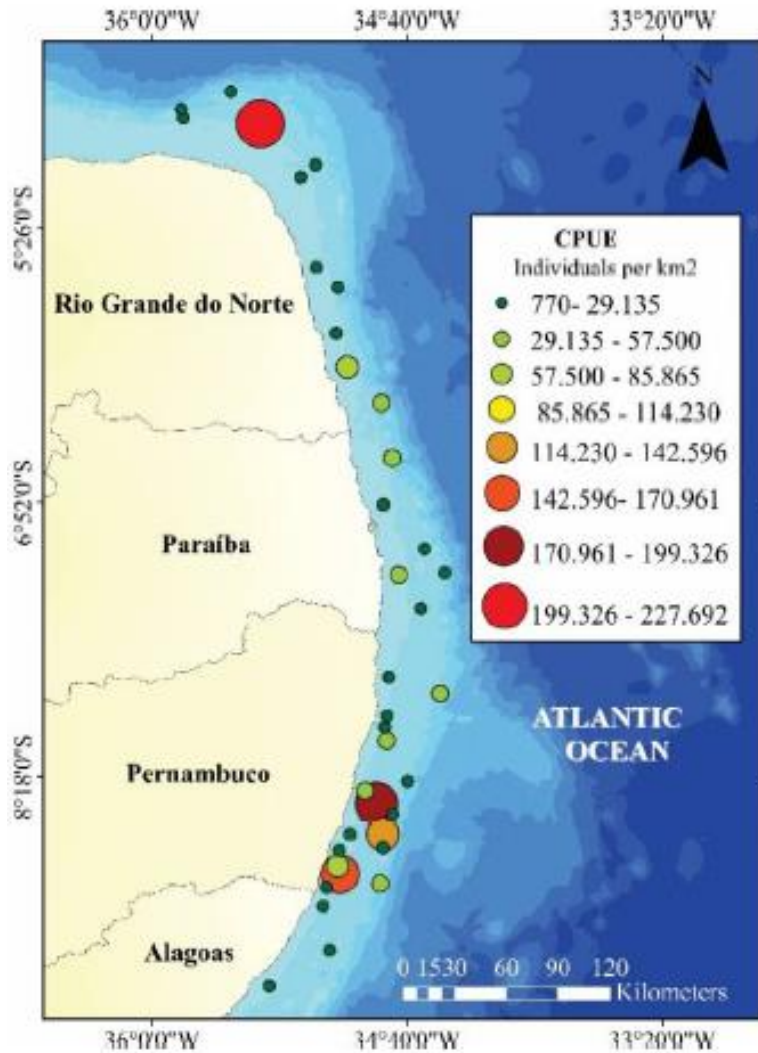 36°0'0"W 34°40'0"W 33°20'0"W
N
5°26'0"S
CPUE
Individuals per km2
770- 29.135
Rio Grande do Norte
29.135 - 57.500
57.500 - 85.865
85.865 - 114.230
114.230 - 142.596
6°52'0"S
142.596- 170.961
Paraíba
170.961 - 199.326
199.326 - 227.692
ATLANTIC
OCEAN
8°18'0"S
Pernambuco
Alagoas
0 1530 60 90 120
Kilometers
36°0'0"W 34°40'0"W 33°20'0"W